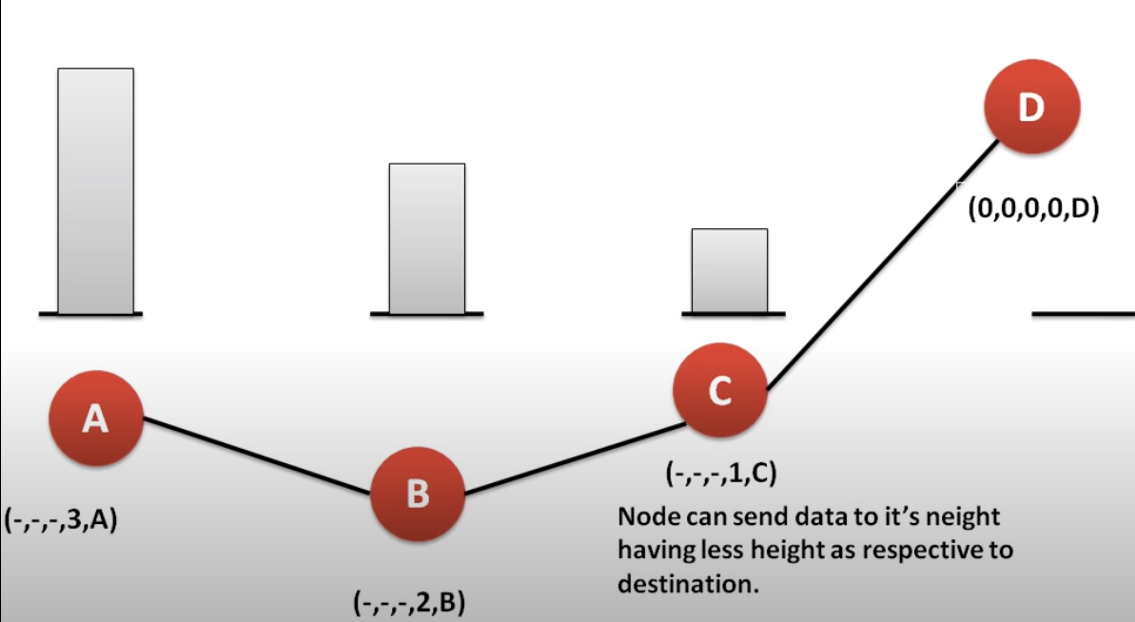 D
(0,0,0,0,D)
A
C
B
(-,-,-,1,C)
(-,-,-,3,A)
Node can send data to it's neight
having less height as respective to
destination.
(-,-,-,2,B)